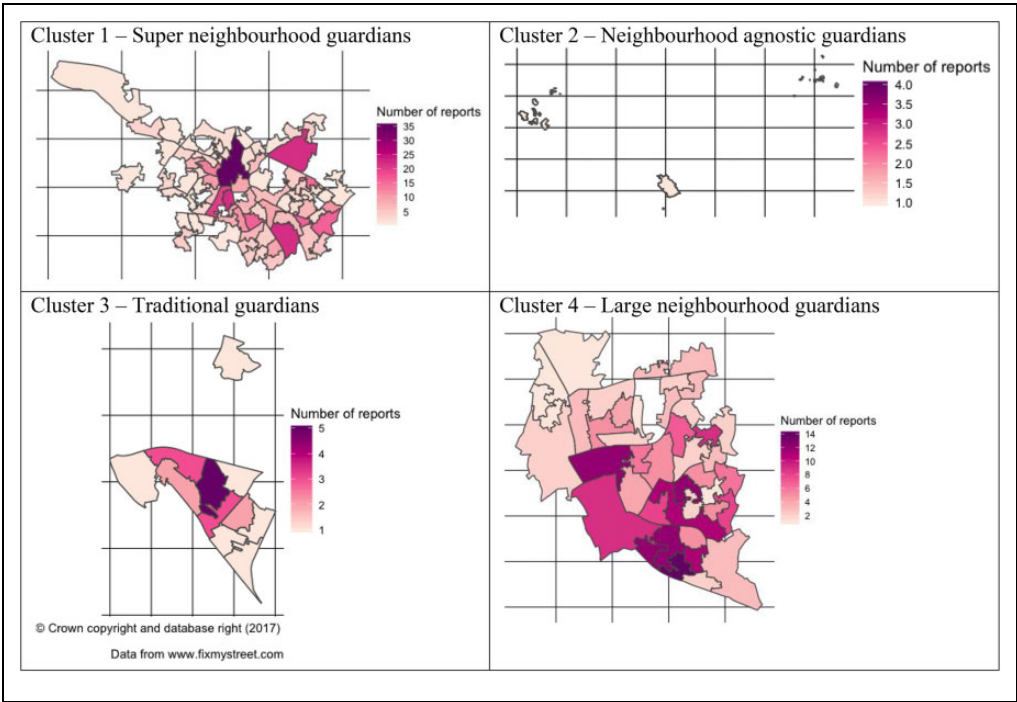 Cluster 1 – Super neighbourhood guardians
Number of reports
35
30
25
20
15
10
5
Cluster 2 – Neighbourhood agnostic guardians
Number of reports
4.0
3.5
3.0
2.5
2.0
1.5
1.0
Cluster 3 – Traditional guardians
Number of reports
5
4
3
2
1
© Crown copyright and database right (2017)
Data from www.fixmystreet.com
Cluster 4 – Large neighbourhood guardians
Number of reports
14
12
10
8
6
4
2